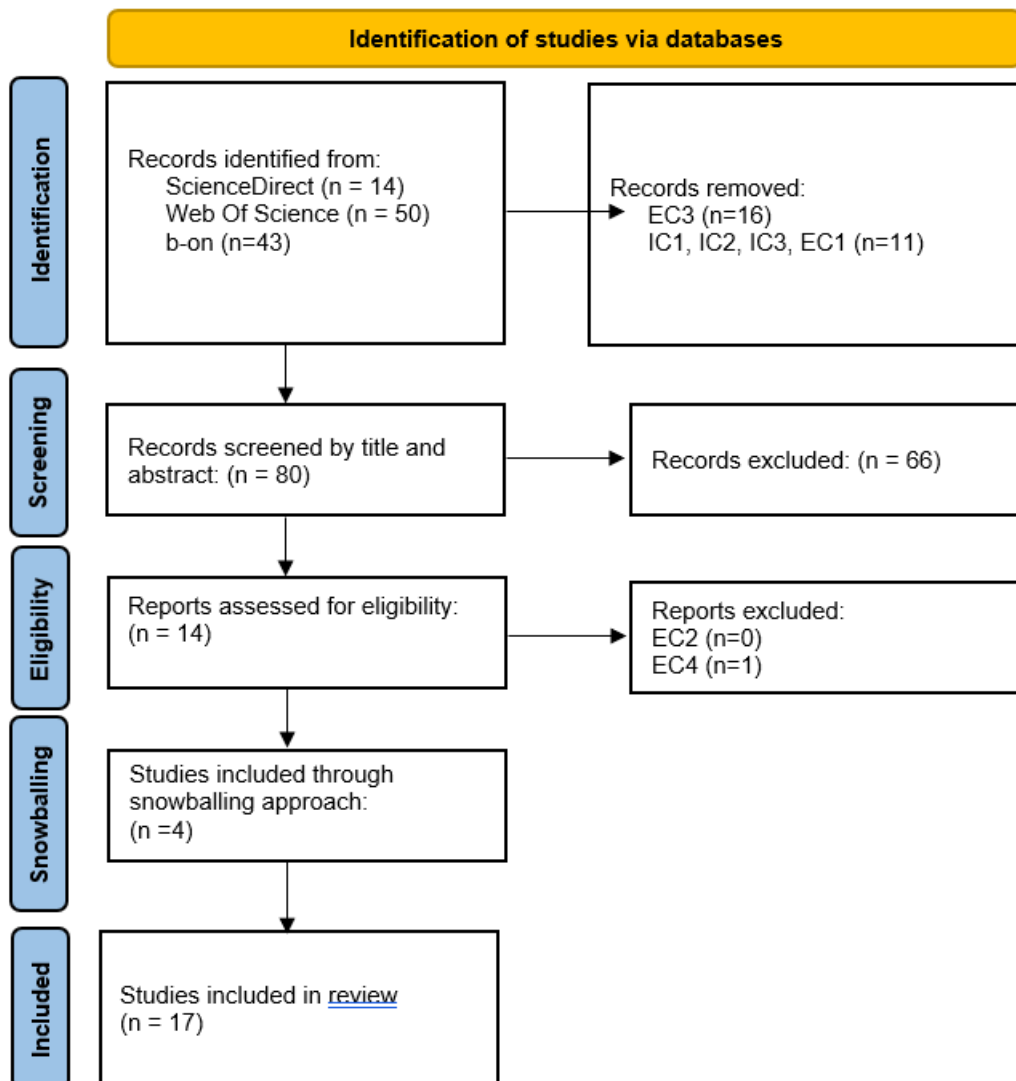 Identification of studies via databases
Identification
Records identified from:
ScienceDirect (n = 14)
Web Of Science (n = 50)
b-on (n=43)
Records removed:
EC3 (n=16)
IC1, IC2, IC3, EC1 (n=11)
Screening
Records screened by title and
abstract: (n = 80)
Records excluded: (n = 66)
Eligibility
Reports assessed for eligibility:
(n = 14)
Reports excluded:
EC2 (n=0)
EC4 (n=1)
Snowballing
Studies included through
snowballing approach:
(n =4)
Included
Studies included in review
(n = 17)